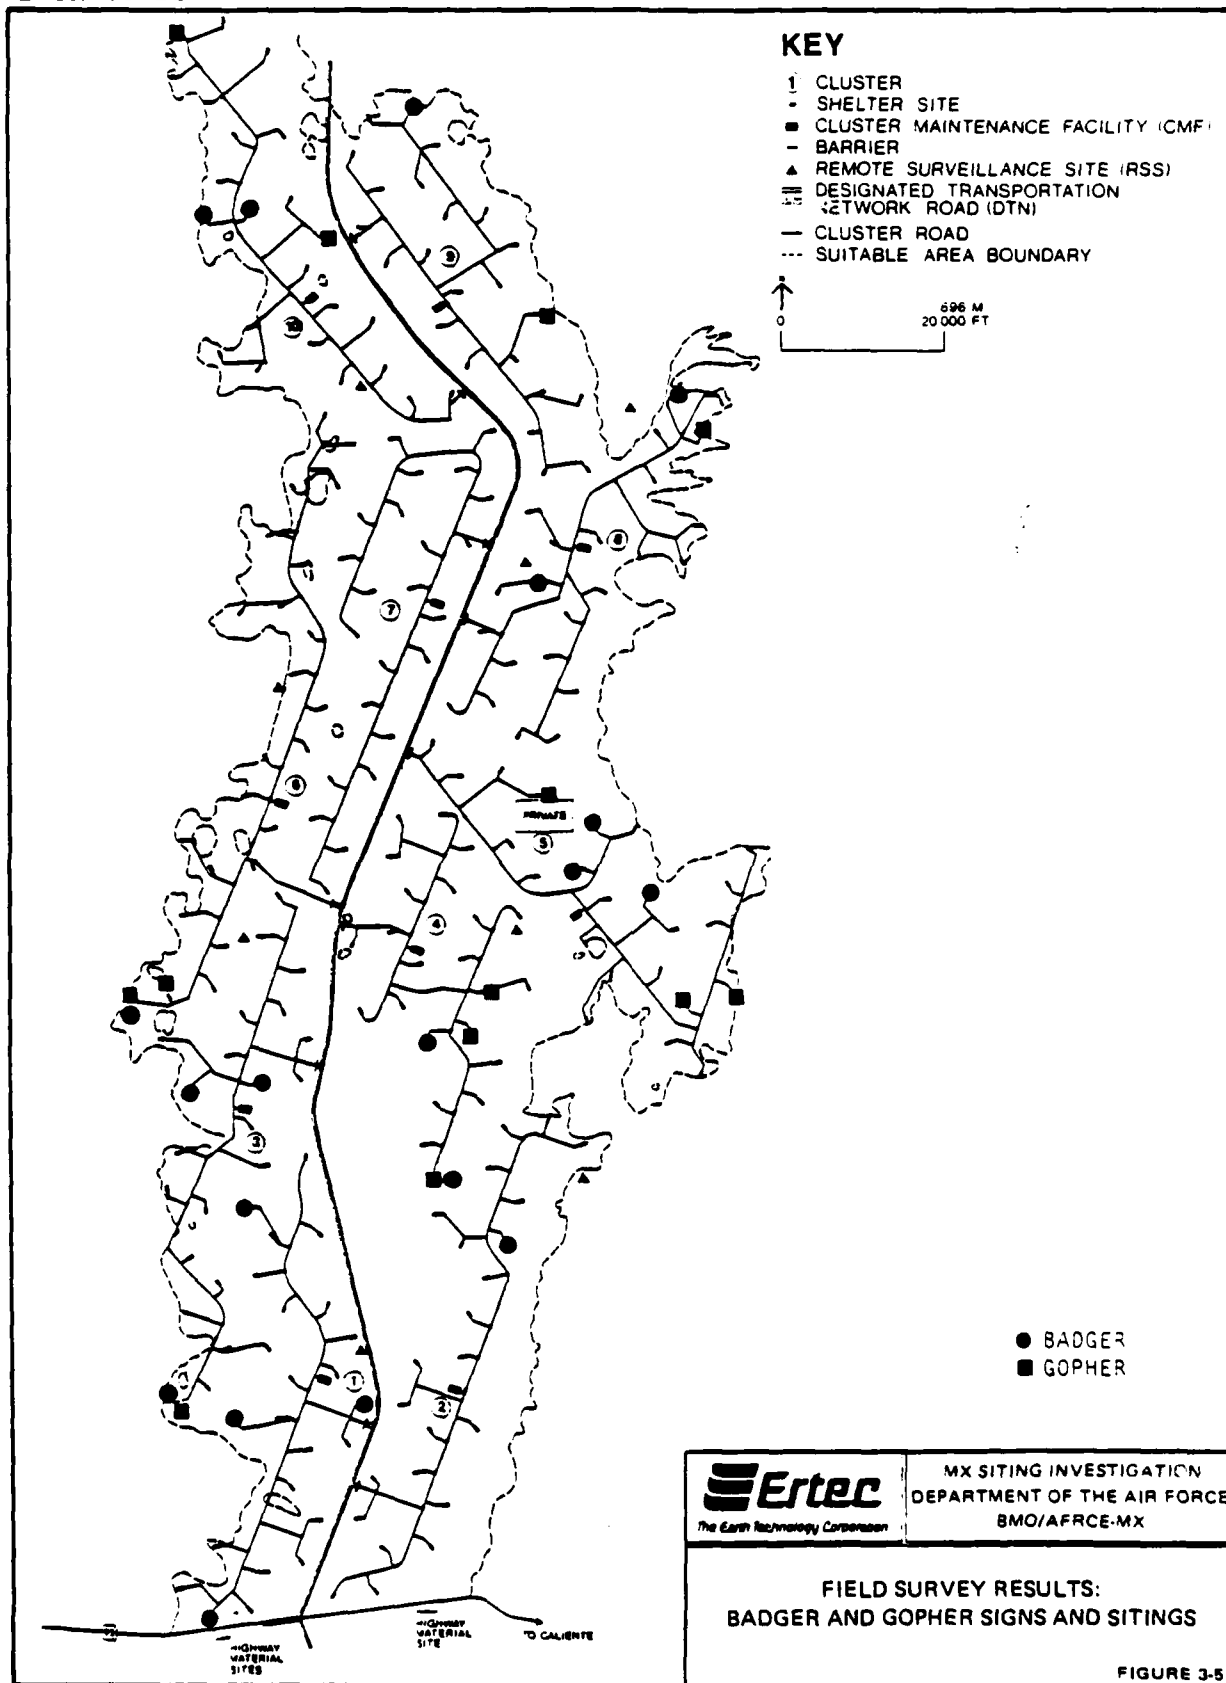 KEY
1 CLUSTER
SHELTER SITE
CLUSTER MAINTENANCE FACILITY (CMF)
BARRIER
REMOTE SURVEILLANCE SITE (RSS)
DESIGNATED TRANSPORTATION
NETWORK ROAD (DTN)
CLUSTER ROAD
SUITABLE AREA BOUNDARY
696 M
0 20 000 FT
9
10
8
7
6
PRIVATE
5
4
3
1
2
BADGER
GOPHER
HIGHWAY
MATERIAL
SITES
HIGHWAY
MATERIAL
SITE
TO CALIENTE
Ertec
The Earth Technology Corporation
MX SITING INVESTIGATION
DEPARTMENT OF THE AIR FORCE
BMO/AFRCE-MX
FIELD SURVEY RESULTS:
BADGER AND GOPHER SIGNS AND SITINGS
FIGURE 3-5